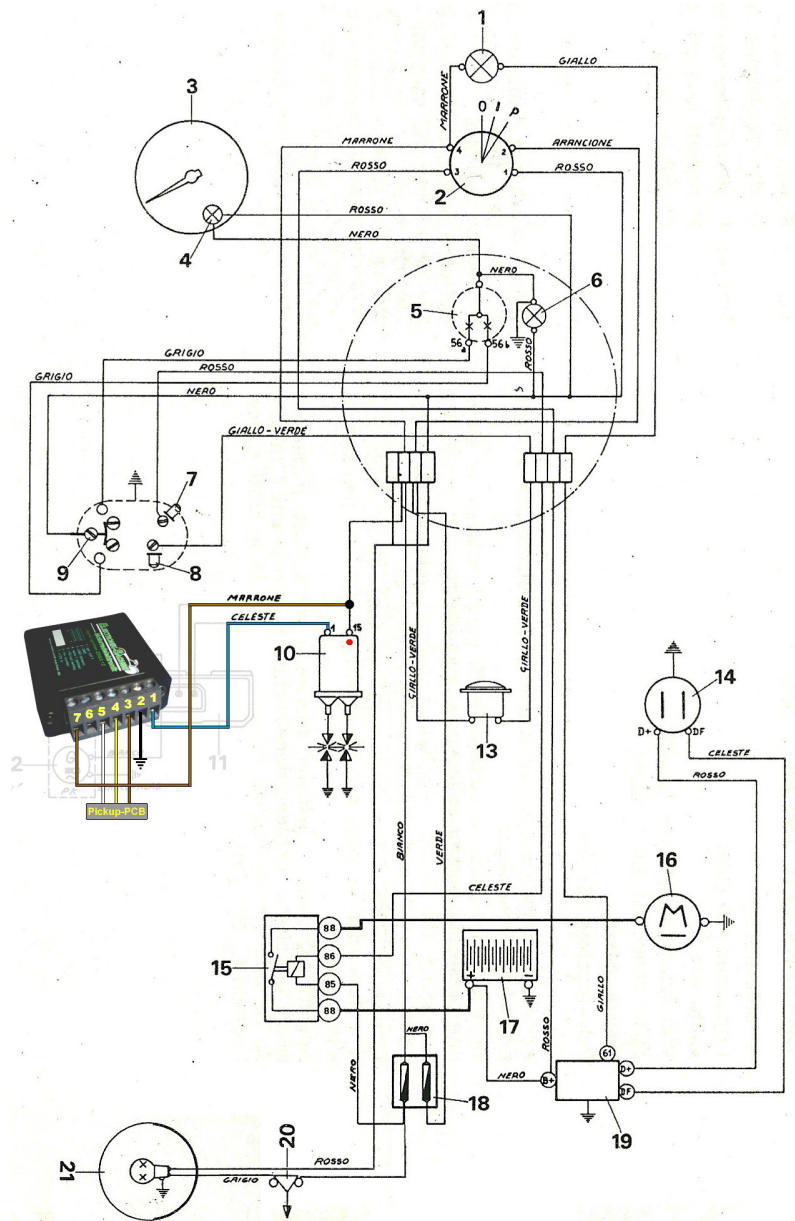 1
GIALLO
MARRONE
3
O 1 P
MARRONE
4
2
ARANCIONE
ROSSO
3
2
1
ROSSO
ROSSO
4
NERO
NERO
6
5
56a
56b
ROSSO
GRIGIO
ROSSO
GRIGIO
NERO
GIALLO-VERDE
7
9
8
MARRONE
CELESTE
1
15
10
GIALLO-VERDE
GIALLO-VERDE
7 6 5 4 3 2 1
11
2
14
13
D+
DF
CELESTE
ROSSO
Pickup-PCB
BIANCO
VERDE
16
CELESTE
M
88
86
15
85
88
+
-
17
GIALLO
ROSSO
NERO
NERO
NERO
61
B+
D+
DF
18
19
20
ROSSO
GRIGIO
21